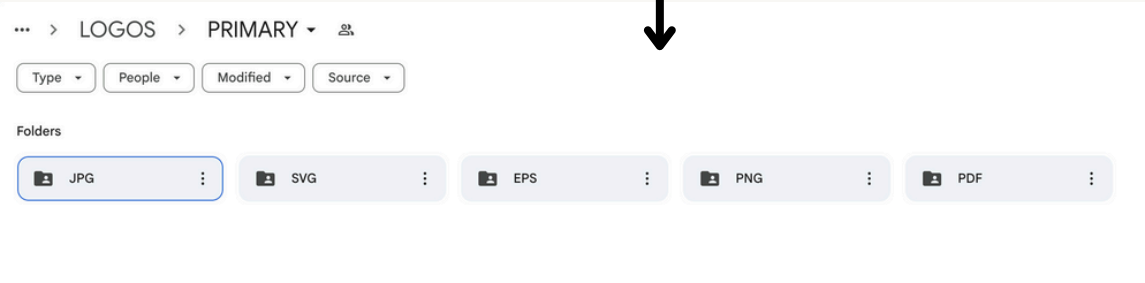 ... > LOGOS > PRIMARY
Type People Modified Source
Folders
JPG SVG EPS PNG PDF